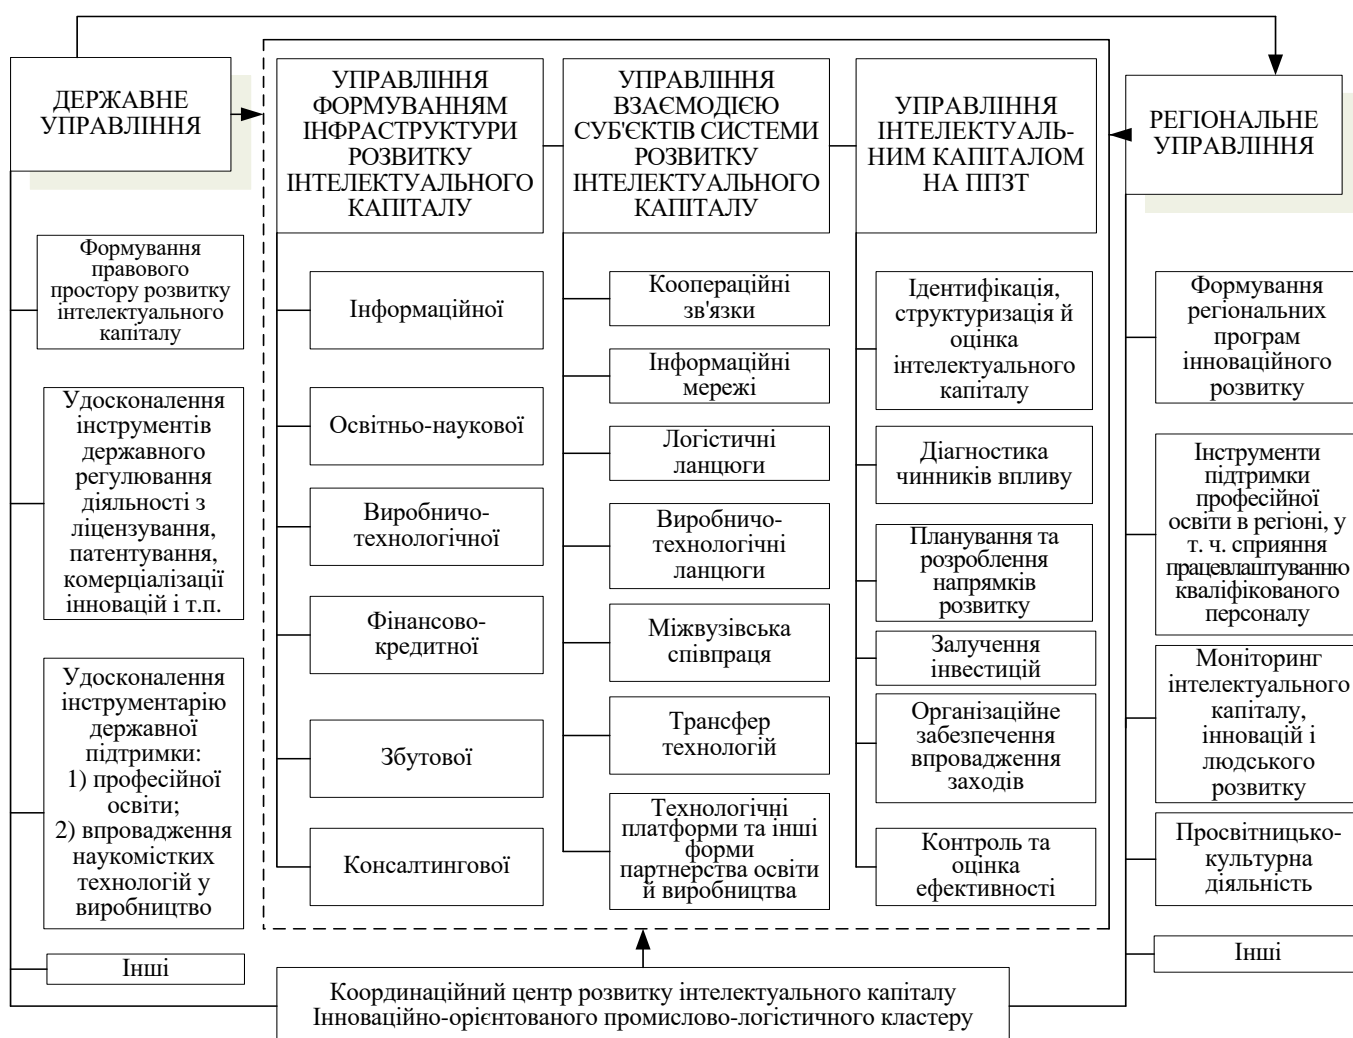 ДЕРЖАВНЕ
УПРАВЛІННЯ
Формування
правового
простору розвитку
інтелектуального
капіталу
Удосконалення
інструментів
державного
регулювання
діяльності з
ліцензування,
патентування,
комерціалізації
інновацій і т.п.
Удосконалення
інструментарію
державної
підтримки:
1) професійної
освіти;
2) впровадження
наукомістких
технологій у
виробництво
Інші
УПРАВЛІННЯ
ФОРМУВАННЯМ
ІНФРАСТРУКТУРИ
РОЗВИТКУ
ІНТЕЛЕКТУАЛЬНОГО
КАПІТАЛУ
Інформаційної
Освітньо-наукової
Виробничо-
технологічної
Фінансово-
кредитної
Збутової
Консалтингової
УПРАВЛІННЯ
ВЗАЄМОДІЄЮ
СУБ'ЄКТІВ СИСТЕМИ
РОЗВИТКУ
ІНТЕЛЕКТУАЛЬНОГО
КАПІТАЛУ
Коопераційні
зв'язки
Інформаційні
мережі
Логістичні
ланцюги
Виробничо-
технологічні
ланцюги
Міжвузівська
співпраця
Трансфер
технологій
Технологічні
платформи та інші
форми
партнерства освіти
й виробництва
УПРАВЛІННЯ
ІНТЕЛЕКТУАЛЬ-
НИМ КАПІТАЛОМ
НА ППЗТ
Ідентифікація,
структуризація й
оцінка
інтелектуального
капіталу
Діагностика
чинників впливу
Планування та
розроблення
напрямків
розвитку
Залучення
інвестицій
Організаційне
забезпечення
впровадження
заходів
Контроль та
оцінка
ефективності
РЕГІОНАЛЬНЕ
УПРАВЛІННЯ
Формування
регіональних
програм
інноваційного
розвитку
Інструменти
підтримки
професійної
освіти в регіоні, у
т. ч. сприяння
працевлаштуванню
кваліфікованого
персоналу
Моніторинг
інтелектуального
капіталу,
інновацій і
людського
розвитку
Просвітницько-
культурна
діяльність
Інші
Координаційний центр розвитку інтелектуального капіталу
Інноваційно-орієнтованого промислово-логістичного кластеру